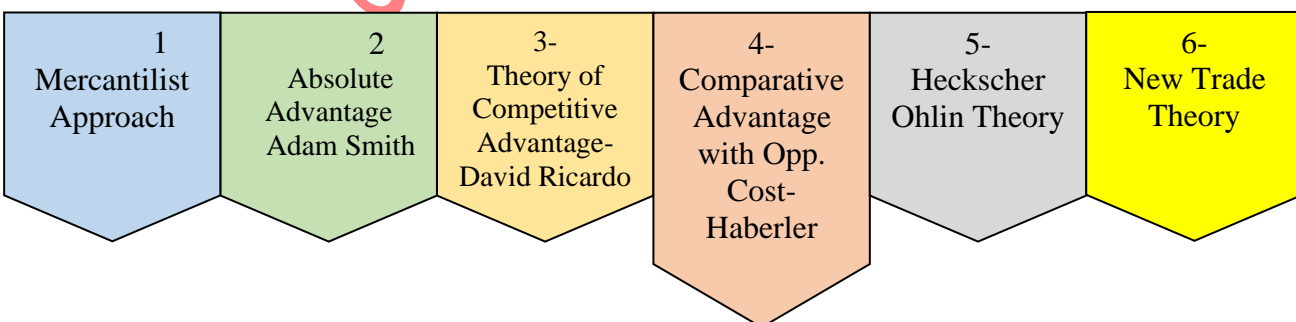 1
Mercantilist
Approach
2
Absolute
Advantage
Adam Smith
3-
Theory of
Competitive
Advantage-
David Ricardo
4-
Comparative
Advantage
with Opp.
Cost-
Haberler
5-
Heckscher
Ohlin Theory
6-
New Trade
Theory